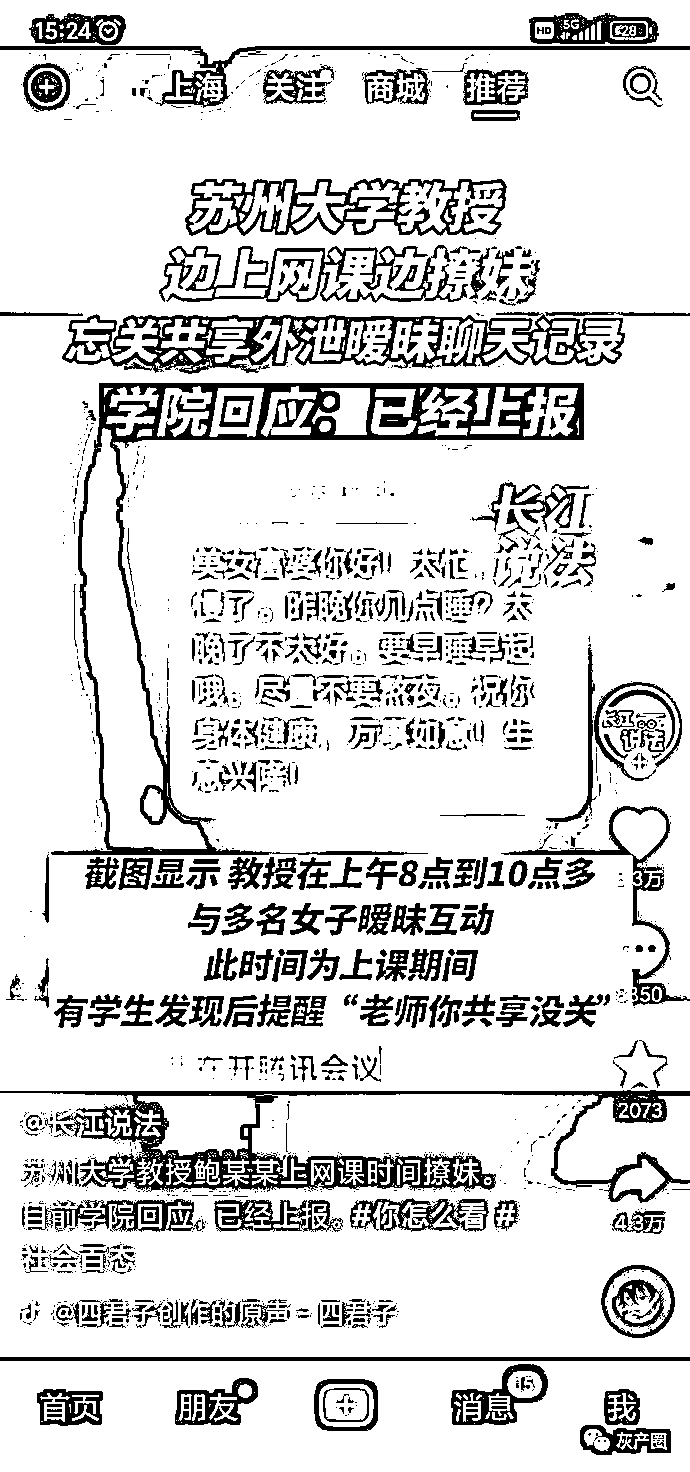 15:24
HD 5G 28
上海 关注 商城 推荐
苏州大学教授
边上网课边撩妹
忘关共享外泄暧昧聊天记录
学院回应：已经上报
长江
说法
美女富婆你好！太忙，
懂了。昨晚你几点睡？太
晚了不太好。要早睡早起
哦。尽量不要熬夜。祝你
身体健康，万事如意！生
意兴隆！
长江
说法
截图显示 教授在上午8点到10点多
与多名女子暧昧互动
此时间为上课期间
有学生发现后提醒“老师你共享没关”
在开腾讯会议
2073
@长江说法
苏州大学教授鲍某某上网课时间撩妹。
目前学院回应，已经上报。#你怎么看 #
社会百态
4.3万
@四君子创作的原声 - 四君子
首页 朋友 消息 15 我
灰产圈